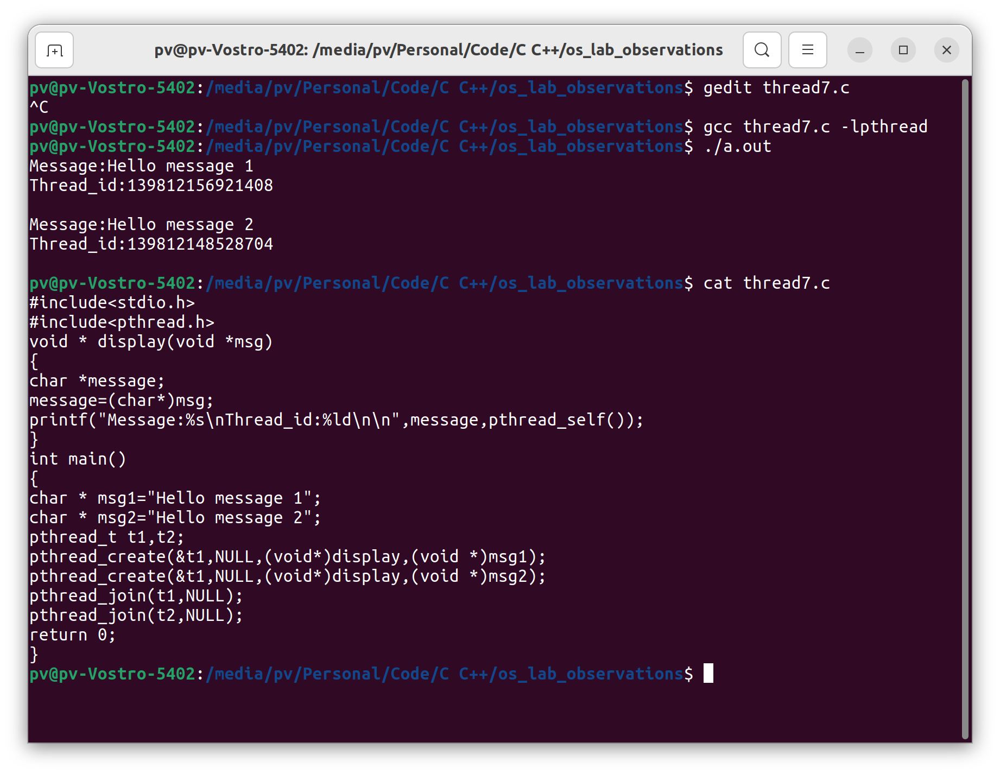 pv@pv-Vostro-5402: /media/pv/Personal/Code/C C++/os_lab_observations
pv@pv-Vostro-5402:/media/pv/Personal/Code/C C++/os_lab_observations$ gedit thread7.c
^C
pv@pv-Vostro-5402:/media/pv/Personal/Code/C C++/os_lab_observations$ gcc thread7.c -lpthread
pv@pv-Vostro-5402:/media/pv/Personal/Code/C C++/os_lab_observations$ ./a.out
Message:Hello message 1
Thread_id:139812156921408

Message:Hello message 2
Thread_id:139812148528704

pv@pv-Vostro-5402:/media/pv/Personal/Code/C C++/os_lab_observations$ cat thread7.c
#include<stdio.h>
#include<pthread.h>
void * display(void *msg)
{
char *message;
message=(char*)msg;
printf("Message:%s\nThread_id:%ld\n\n",message,pthread_self());
}
int main()
{
char * msg1="Hello message 1";
char * msg2="Hello message 2";
pthread_t t1,t2;
pthread_create(&t1,NULL,(void*)display,(void *)msg1);
pthread_create(&t1,NULL,(void*)display,(void *)msg2);
pthread_join(t1,NULL);
pthread_join(t2,NULL);
return 0;
}
pv@pv-Vostro-5402:/media/pv/Personal/Code/C C++/os_lab_observations$